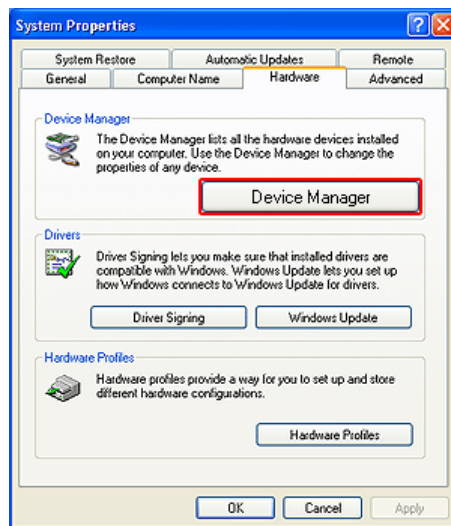 System Properties
System Restore Automatic Updates Remote
General Computer Name Hardware Advanced
Device Manager
The Device Manager lists all the hardware devices installed
on your computer. Use the Device Manager to change the
properties of any device.
Device Manager
Drivers
Driver Signing lets you make sure that installed drivers are
compatible with Windows. Windows Update lets you set up
how Windows connects to Windows Update for drivers.
Driver Signing Windows Update
Hardware Profiles
Hardware profiles provide a way for you to set up and store
different hardware configurations.
Hardware Profiles
OK Cancel Apply